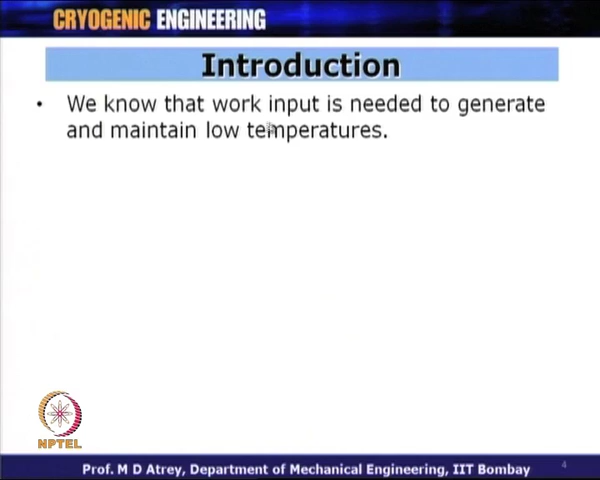 CRYOGENIC ENGINEERING
Introduction
• We know that work input is needed to generate
and maintain low temperatures.
NPTEL
Prof. M D Atrey, Department of Mechanical Engineering, IIT Bombay
4